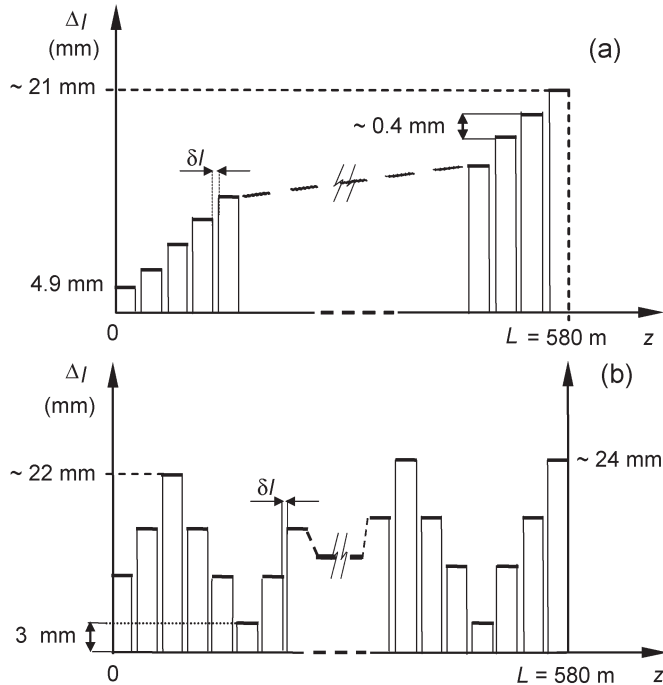 Δl
(mm)
(a)
~ 21 mm
~ 0.4 mm
δl
4.9 mm
0
L = 580 m
z
Δl
(mm)
(b)
~ 22 mm
~ 24 mm
δl
3 mm
0
L = 580 m
z